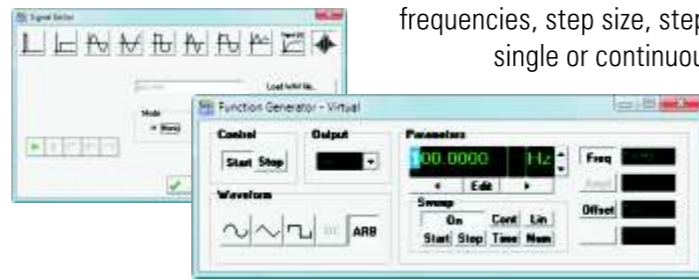 frequencies, step size, step
single or continuou
Signal Editor
Load WAV file...
Mode
Mono
Function Generator - Virtual
Control
Output
Parameters
Start Stop
100.0000 Hz
Freq
Edit
Offset
Waveform
Sweep
On Cont Lin
Start Stop Time Num
ARB